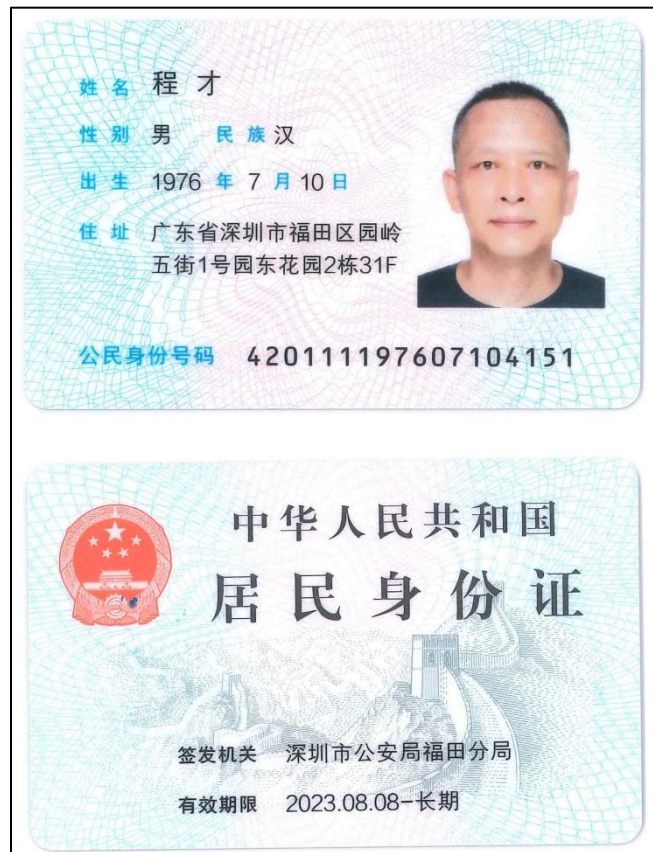 姓名 程才
性别 男 民族 汉
出生 1976 年 7 月 10 日
住址 广东省深圳市福田区园岭
五街1号园东花园2栋31F
公民身份号码 420111197607104151
中华人民共和国
居民身份证
签发机关 深圳市公安局福田分局
有效期限 2023.08.08-长期